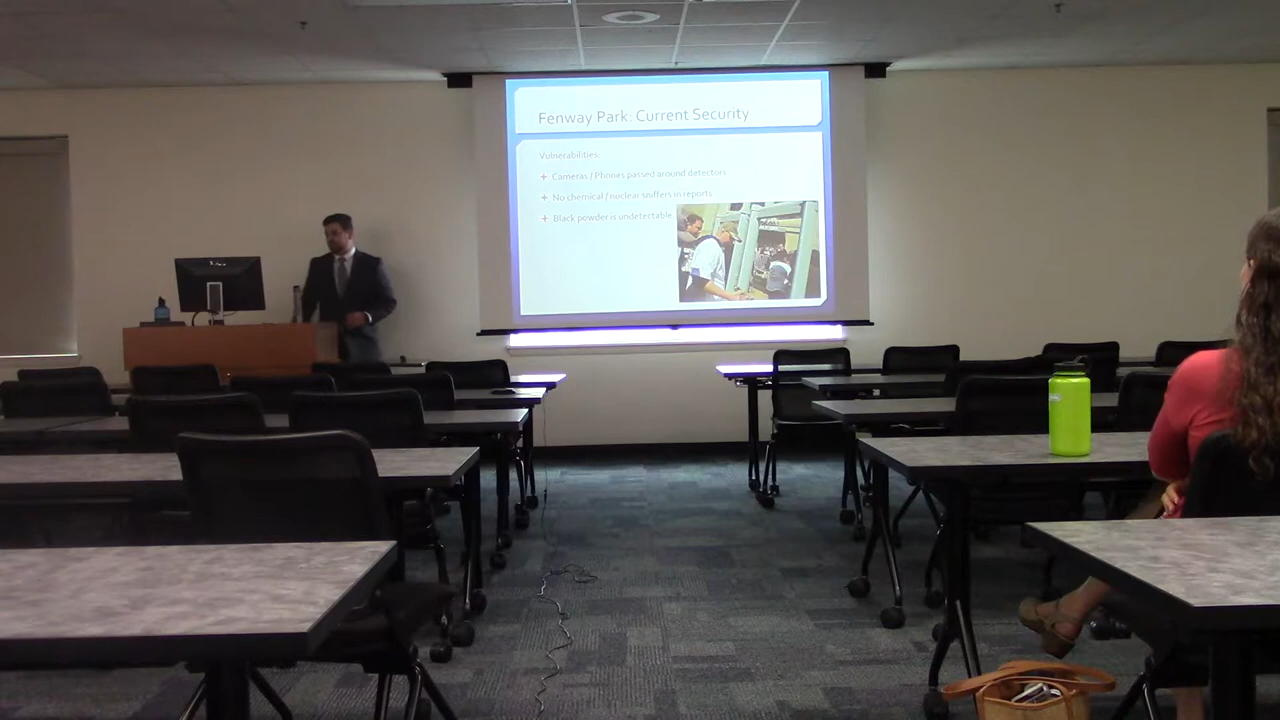 Fenway Park: Current Security
Vulnerabilities:
Cameras / Phones passed around detectors
No chemical / nuclear sniffers in reports
Black powder is undetectable